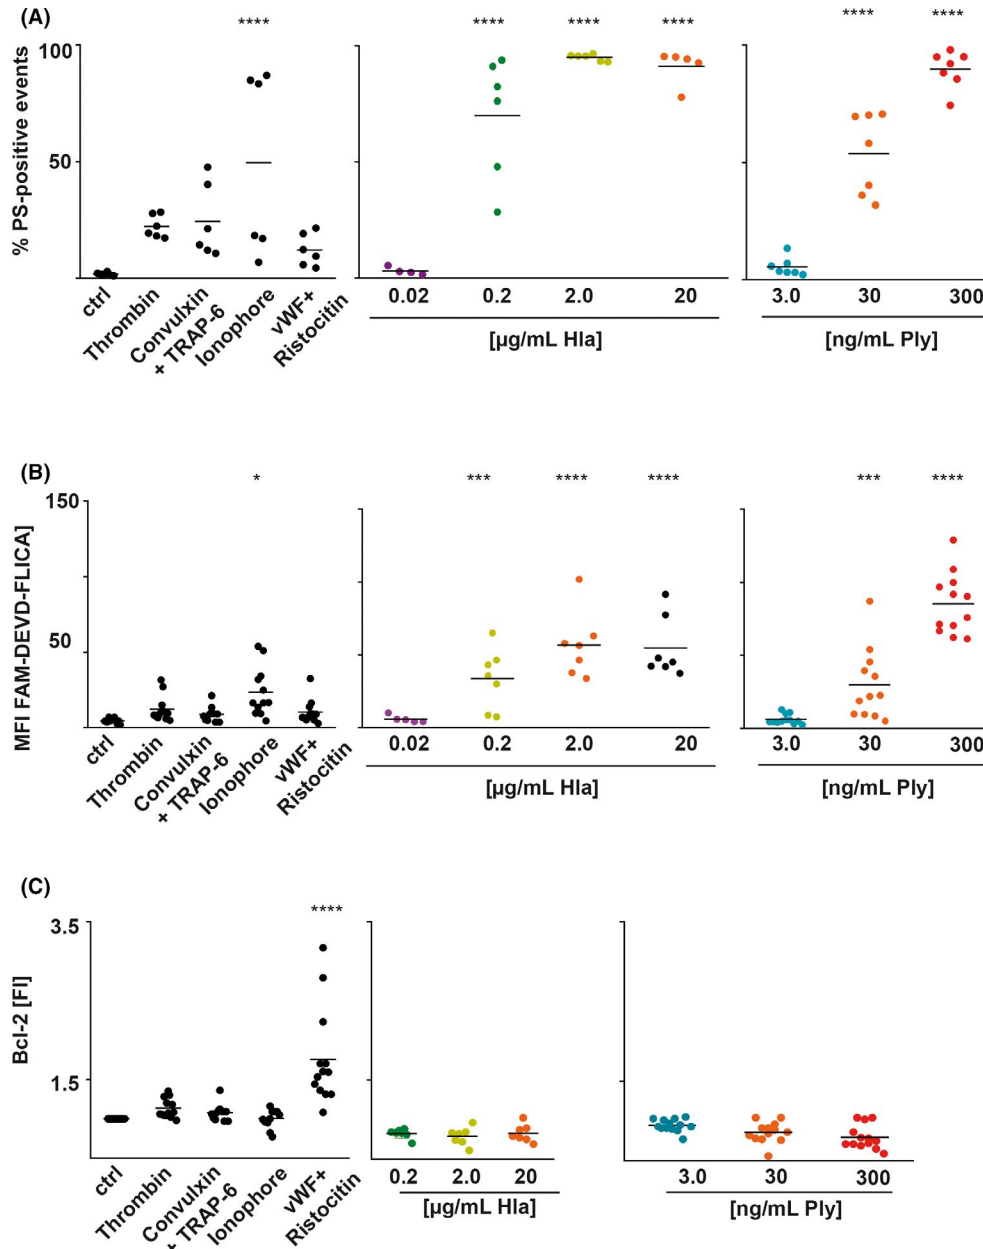 (A)
**** **** **** **** **** ****
% PS-positive events
100
50
0
ctrl
Thrombin
Convulxin
+ TRAP-6
Ionophore
vWF+
Ristocitin
0.02 0.2 2.0 20
[µg/mL Hla]
3.0 30 300
[ng/mL Ply]
(B)
* *** **** **** *** ****
MFI FAM-DEVD-FLICA]
150
50
0
ctrl
Thrombin
Convulxin
+ TRAP-6
Ionophore
vWF+
Ristocitin
0.02 0.2 2.0 20
[µg/mL Hla]
3.0 30 300
[ng/mL Ply]
(C)
****
Bcl-2 [FI]
3.5
1.5
ctrl
Thrombin
Convulxin
+ TRAP-6
Ionophore
vWF+
Ristocitin
0.2 2.0 20
[µg/mL Hla]
3.0 30 300
[ng/mL Ply]